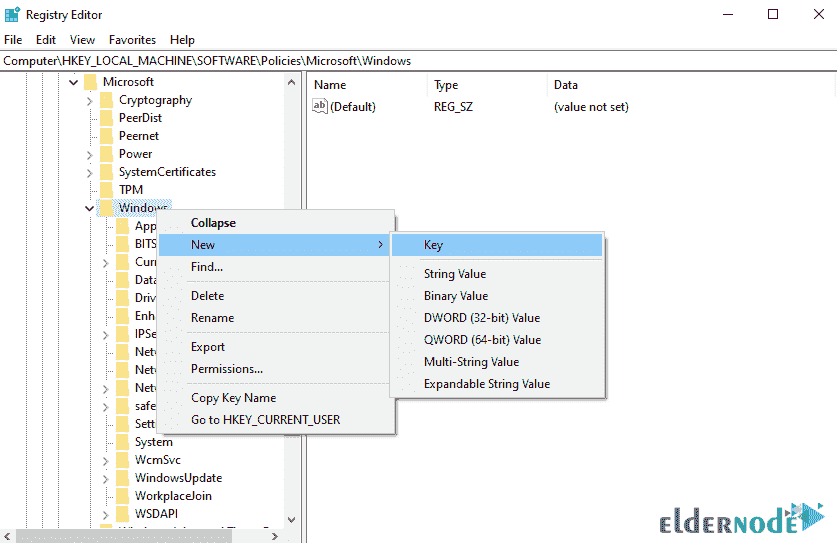 Registry Editor
File Edit View Favorites Help
Computer\HKEY_LOCAL_MACHINE\SOFTWARE\Policies\Microsoft\Windows
Microsoft
Cryptography
PeerDist
Peernet
Power
SystemCertificates
TPM
Windows
App
BITS
Curr
Data
Driv
Enh
IPSe
Netw
Netw
Netw
safe
Sett
System
WcmSvc
WindowsUpdate
WorkplaceJoin
WSDAPI
Name Type Data
(Default) REG_SZ (value not set)
Collapse
New
Find...
Delete
Rename
Export
Permissions...
Copy Key Name
Go to HKEY_CURRENT_USER
Key
String Value
Binary Value
DWORD (32-bit) Value
QWORD (64-bit) Value
Multi-String Value
Expandable String Value
eldernode